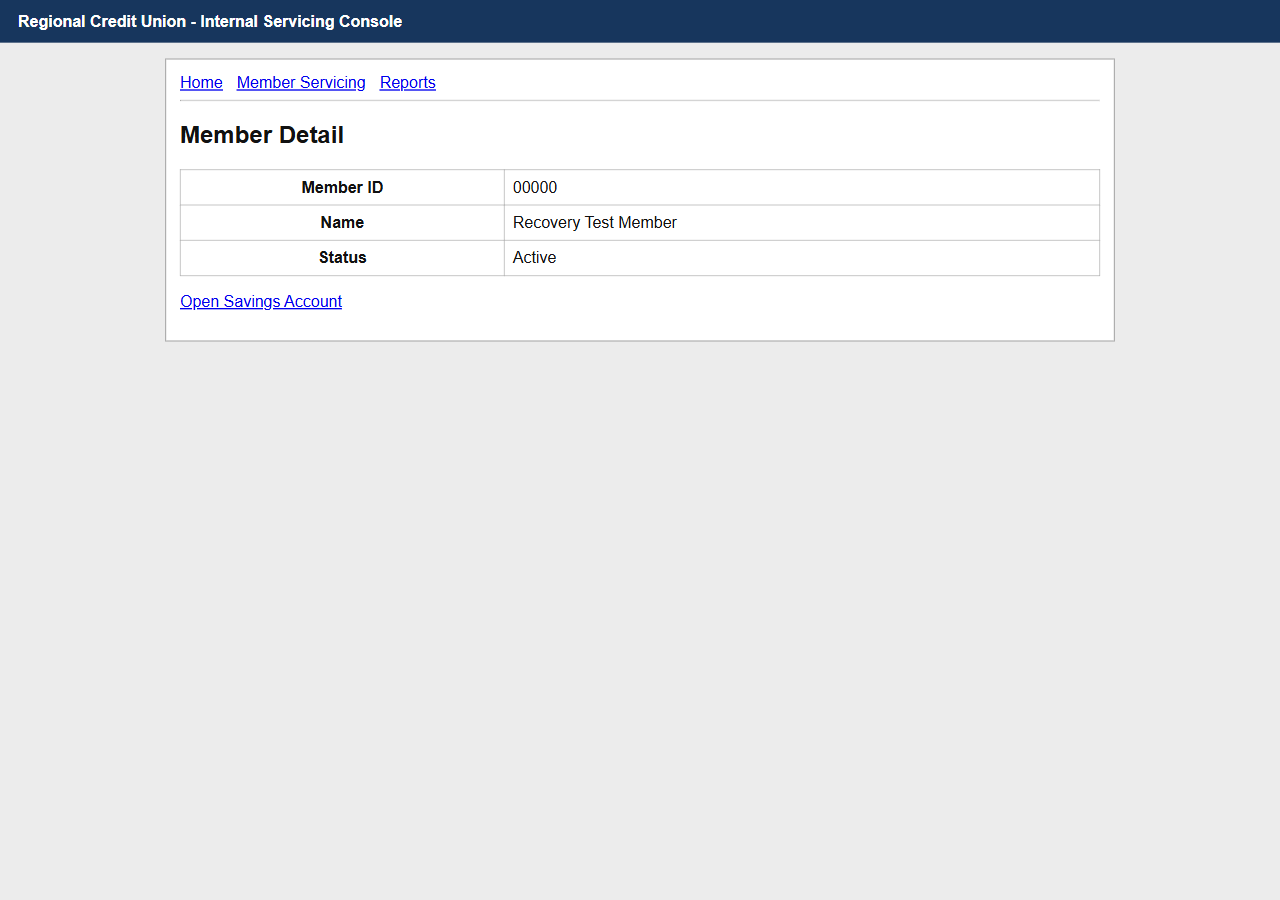 Regional Credit Union - Internal Servicing Console
Home Member Servicing Reports
Member Detail
Member ID 00000
Name Recovery Test Member
Status Active
Open Savings Account